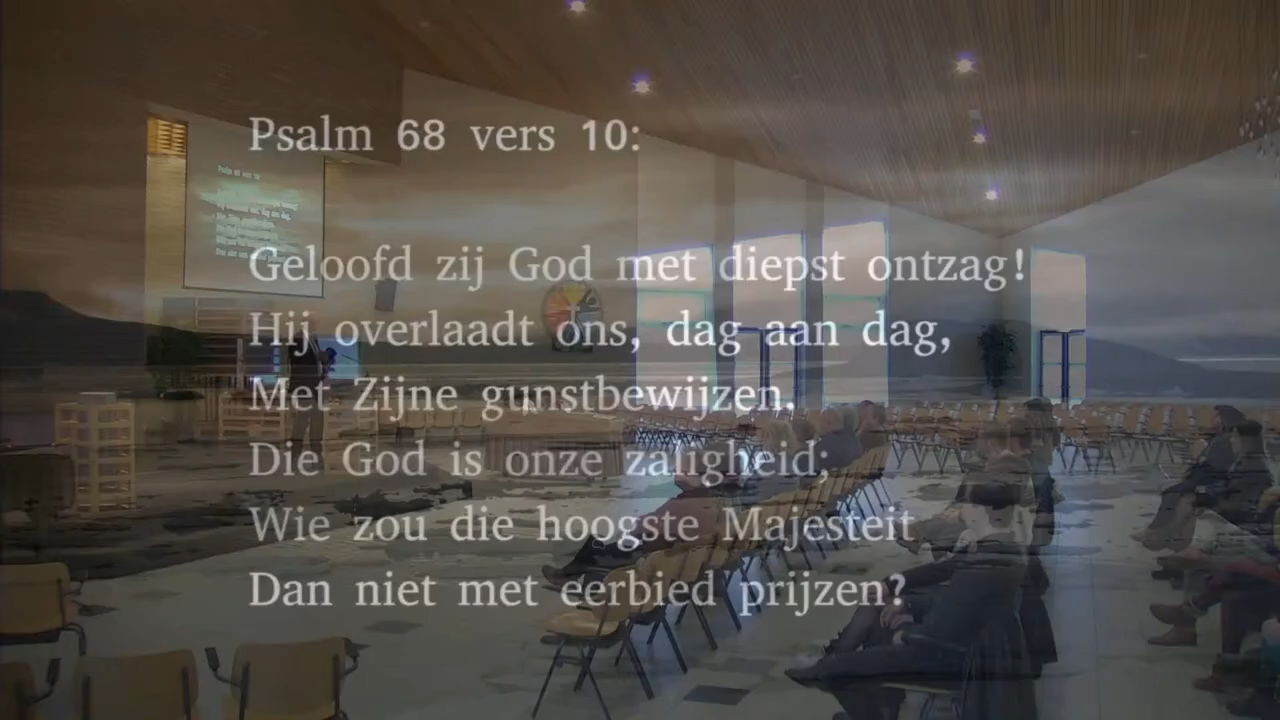 Psalm 68 vers 10:
Geloofd zij God met diepst ontzag!
Hij overlaadt ons, dag aan dag,
Met Zijne gunstbewijzen.
Die God is onze zaligheid;
Wie zou die hoogste Majesteit
Dan niet met eerbied prijzen?